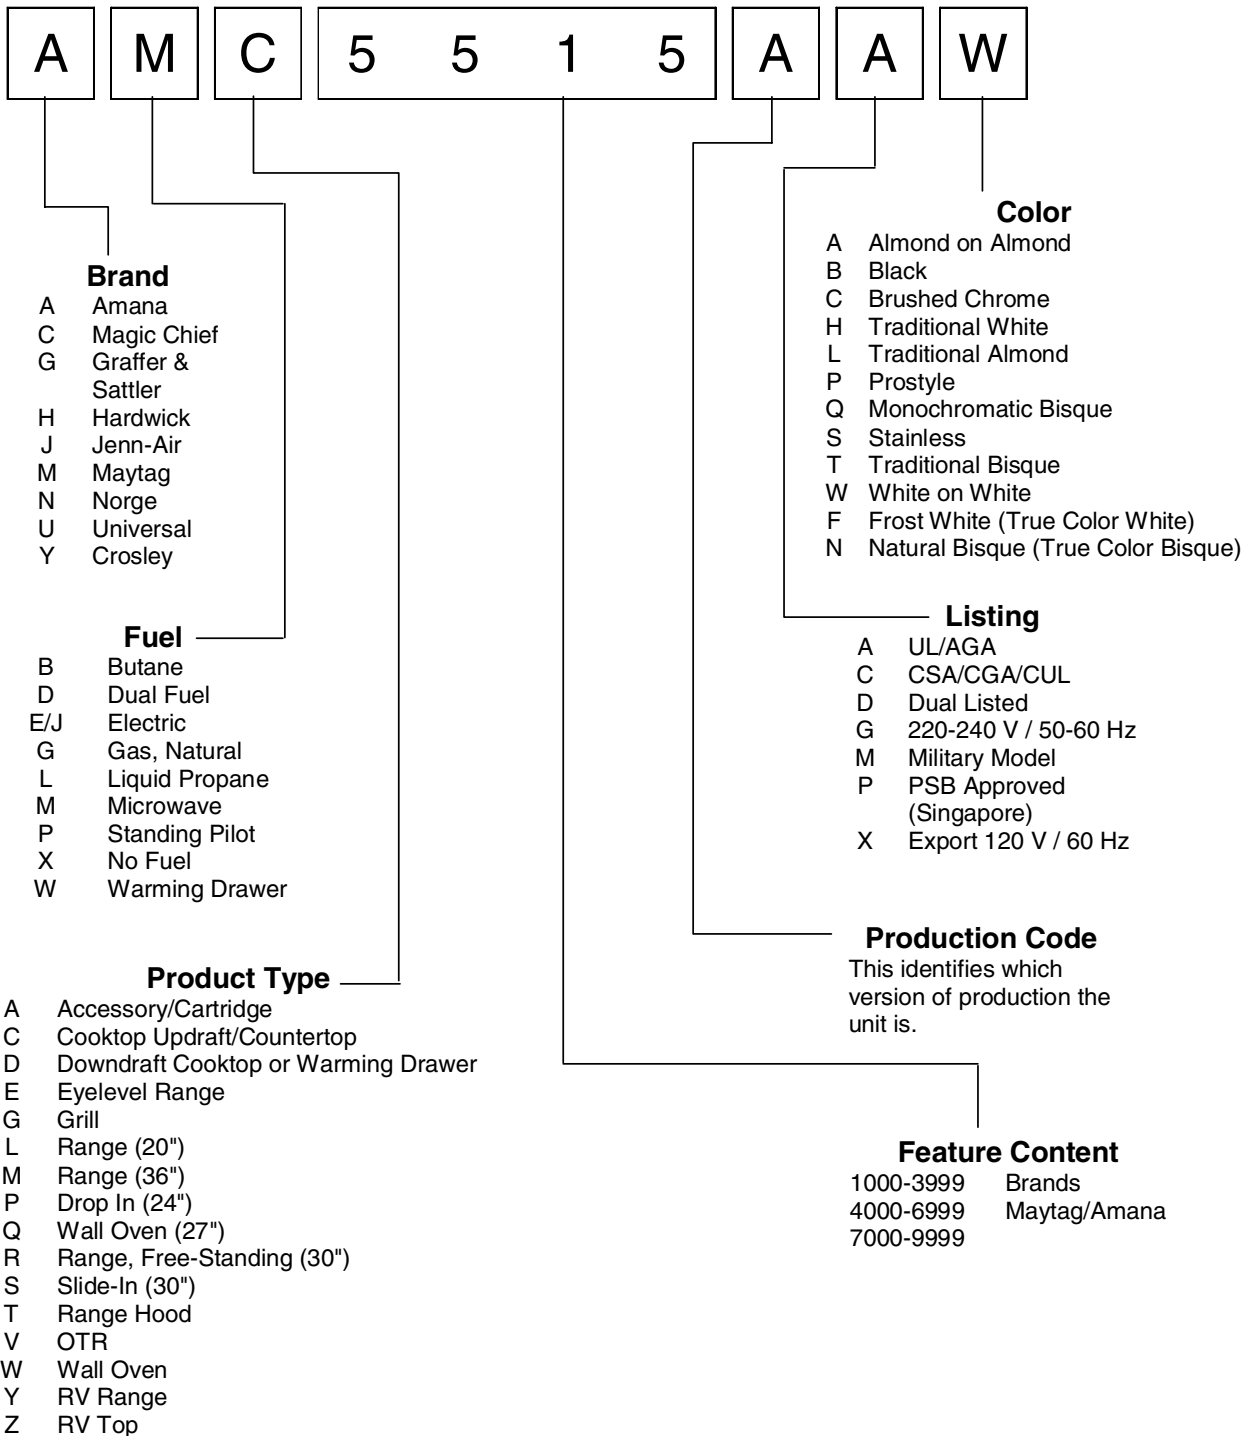 A M C 5 5 1 5 A A W
Brand
A Amana
C Magic Chief
G Graffer &
Sattler
H Hardwick
J Jenn-Air
M Maytag
N Norge
U Universal
Y Crosley
Fuel
B Butane
D Dual Fuel
E/J Electric
G Gas, Natural
L Liquid Propane
M Microwave
P Standing Pilot
X No Fuel
W Warming Drawer
Product Type
A Accessory/Cartridge
C Cooktop Updraft/Countertop
D Downdraft Cooktop or Warming Drawer
E Eyelevel Range
G Grill
L Range (20")
M Range (36")
P Drop In (24")
Q Wall Oven (27")
R Range, Free-Standing (30")
S Slide-In (30")
T Range Hood
V OTR
W Wall Oven
Y RV Range
Z RV Top
Color
A Almond on Almond
B Black
C Brushed Chrome
H Traditional White
L Traditional Almond
P Prostyle
Q Monochromatic Bisque
S Stainless
T Traditional Bisque
W White on White
F Frost White (True Color White)
N Natural Bisque (True Color Bisque)
Listing
A UL/AGA
C CSA/CGA/CUL
D Dual Listed
G 220-240 V / 50-60 Hz
M Military Model
P PSB Approved
(Singapore)
X Export 120 V / 60 Hz
Production Code
This identifies which
version of production the
unit is.
Feature Content
1000-3999 Brands
4000-6999 Maytag/Amana
7000-9999